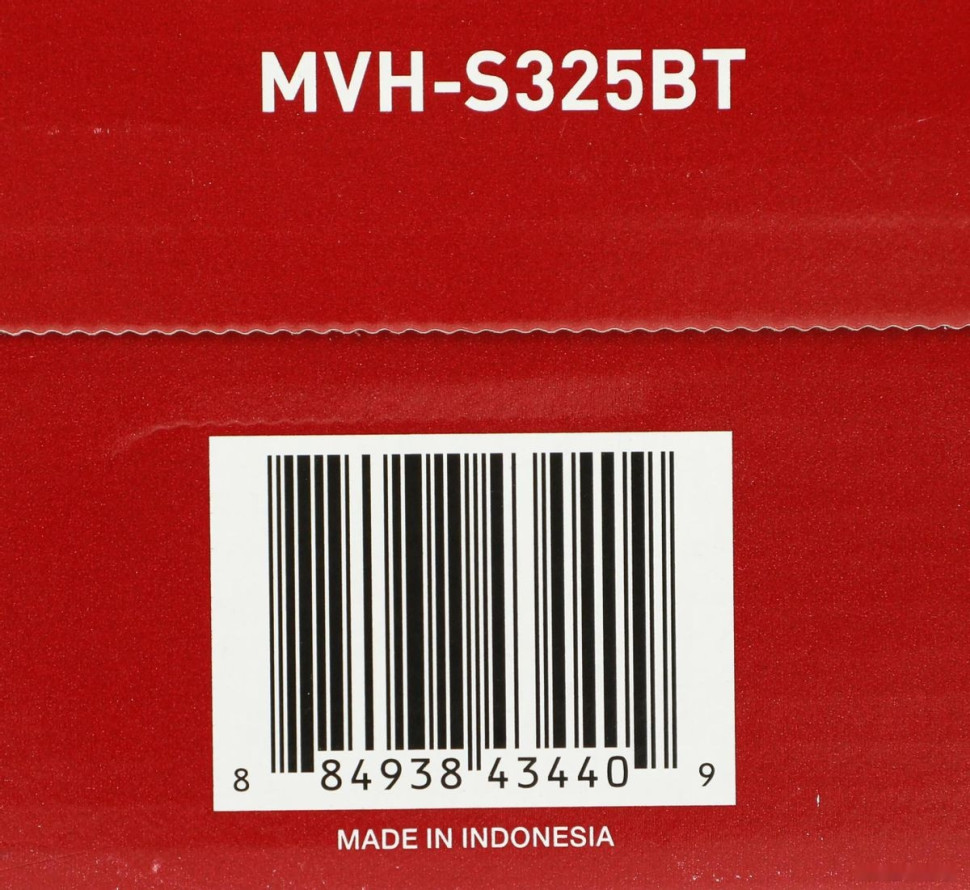 MVH-S325BT
8 84938 43440 9
MADE IN INDONESIA